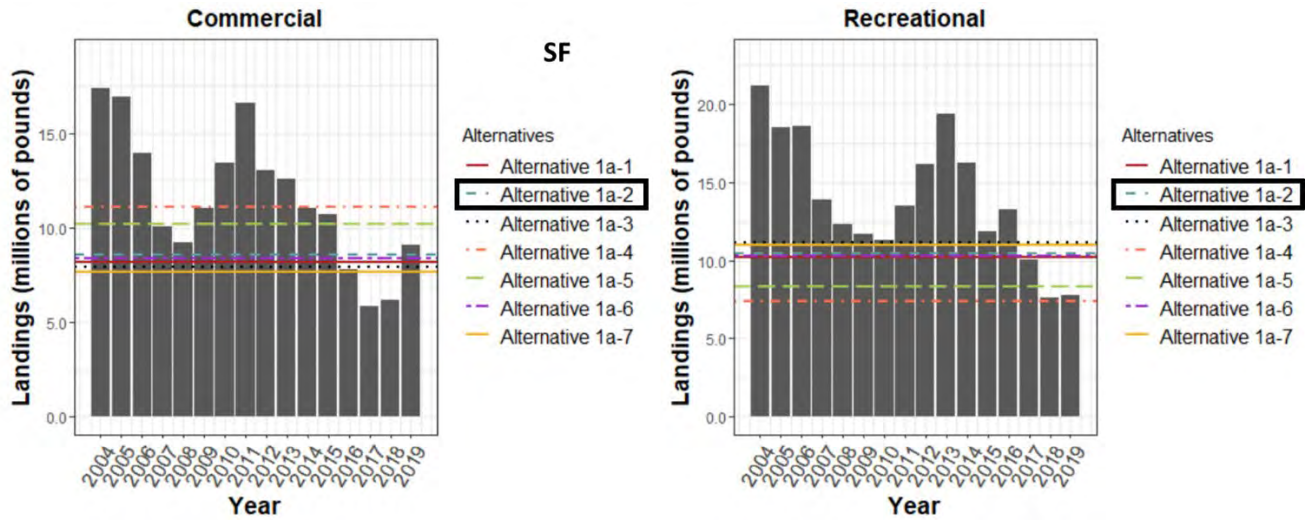 Commercial
Landings (millions of pounds)
15.0
10.0
5.0
0.0
2004
2005
2006
2007
2008
2009
2010
2011
2012
2013
2014
2015
2016
2017
2018
2019
Year
SF
Alternatives
Alternative 1a-1
Alternative 1a-2
Alternative 1a-3
Alternative 1a-4
Alternative 1a-5
Alternative 1a-6
Alternative 1a-7
Recreational
Landings (millions of pounds)
20.0
15.0
10.0
5.0
0.0
2004
2005
2006
2007
2008
2009
2010
2011
2012
2013
2014
2015
2016
2017
2018
2019
Year
Alternatives
Alternative 1a-1
Alternative 1a-2
Alternative 1a-3
Alternative 1a-4
Alternative 1a-5
Alternative 1a-6
Alternative 1a-7